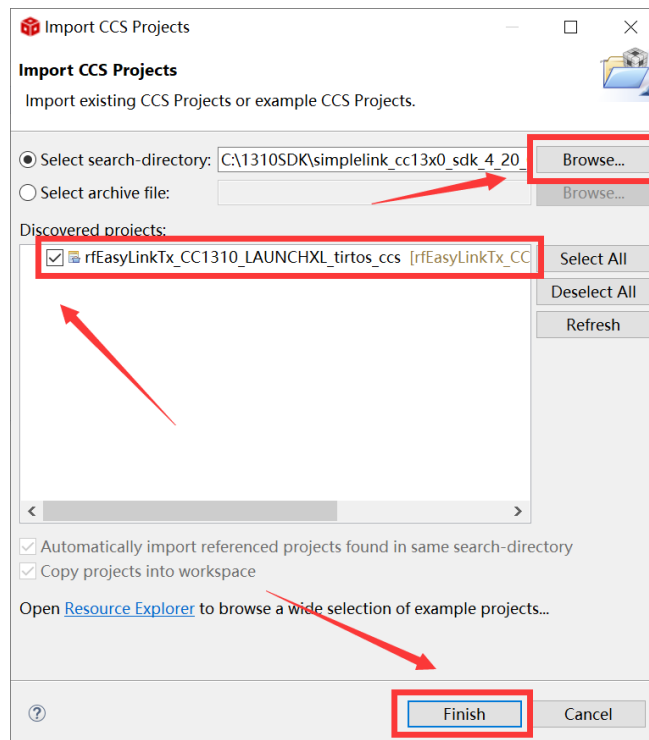 Import CCS Projects
Import CCS Projects
Import existing CCS Projects or example CCS Projects.
Select search-directory: C:\1310SDK\simplelink_cc13x0_sdk_4_20_ Browse...
Select archive file: Browse...
Discovered projects:
rfEasyLinkTx_CC1310_LAUNCHXL_tirtos_ccs [rfEasyLinkTx_CC Select All
Deselect All
Refresh
Automatically import referenced projects found in same search-directory
Copy projects into workspace
Open Resource Explorer to browse a wide selection of example projects...
Finish Cancel